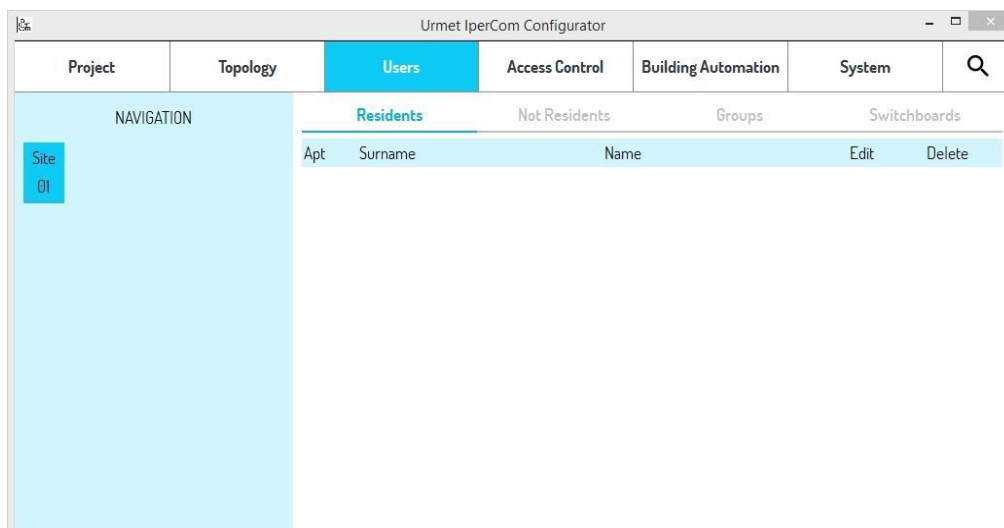 Urmet IperCom Configurator
Project Topology Users Access Control Building Automation System
NAVIGATION
Residents Not Residents Groups Switchboards
Site
01
Apt Surname Name Edit Delete